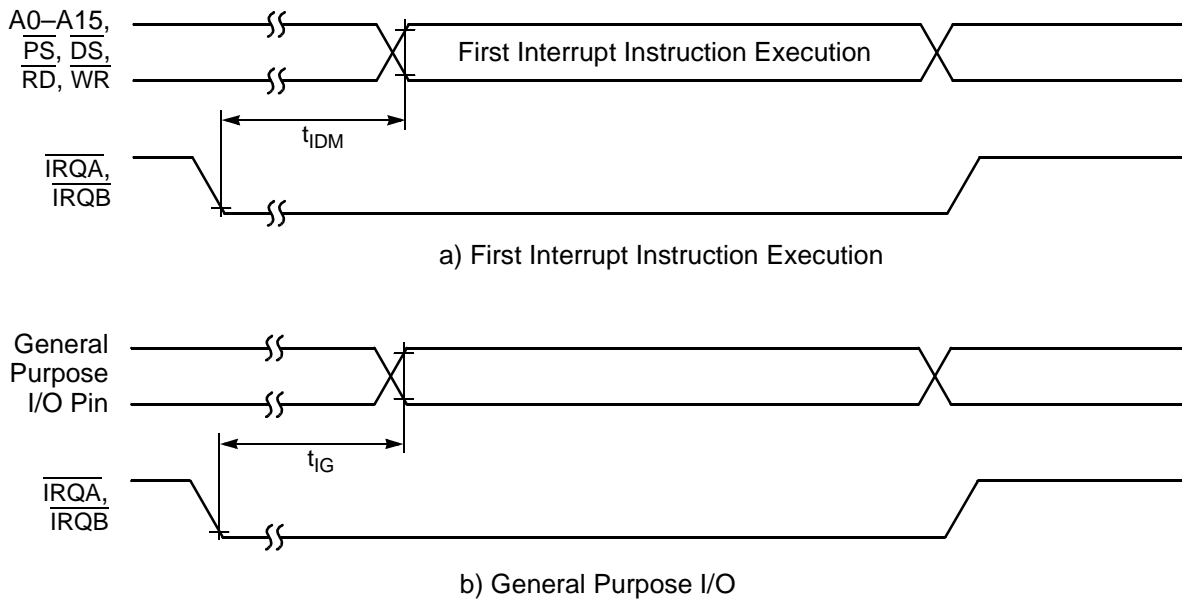 A0–A15,
PS, DS,
RD, WR
First Interrupt Instruction Execution
tIDM
IRQA,
IRQB
a) First Interrupt Instruction Execution
General
Purpose
I/O Pin
tIG
IRQA,
IRQB
b) General Purpose I/O